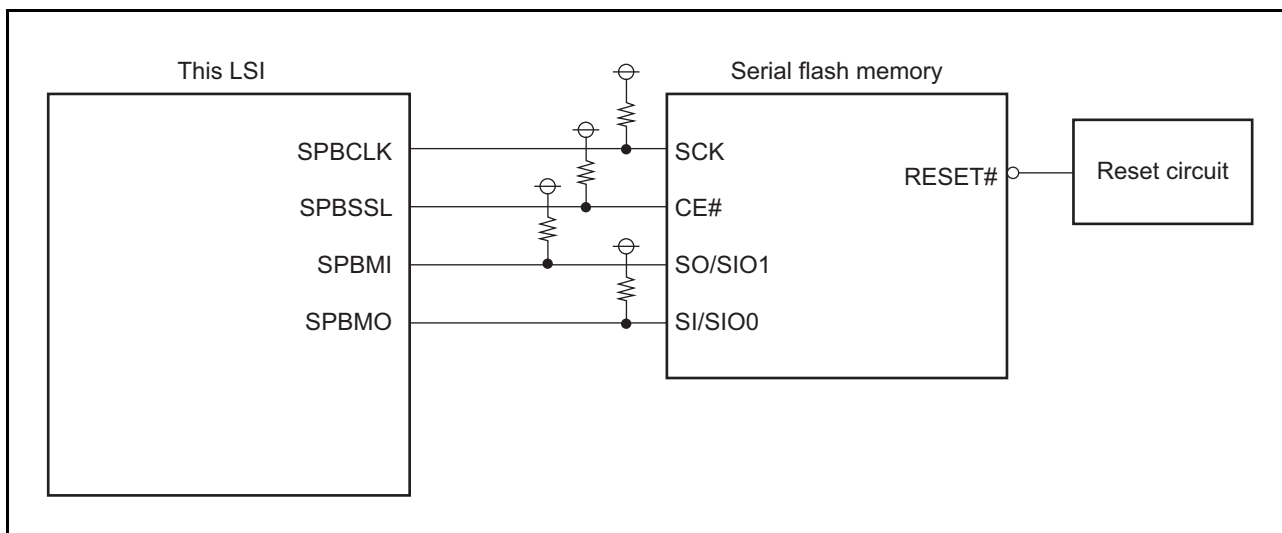 This LSI
Serial flash memory
SPBCLK
SCK
RESET#
Reset circuit
SPBSSL
CE#
SPBMI
SO/SIO1
SPBMO
SI/SIO0